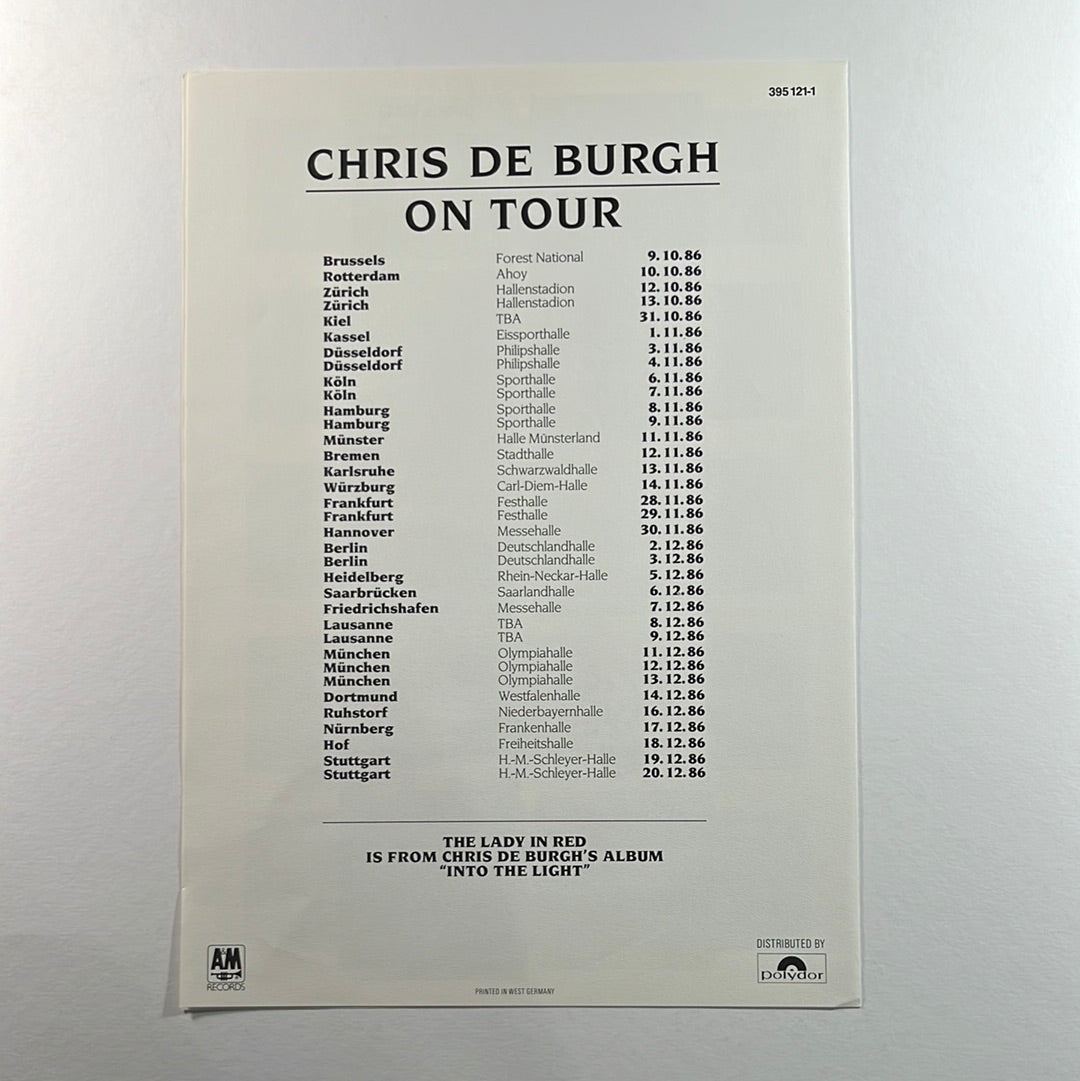 395 121-1
CHRIS DE BURGH
ON TOUR
Brussels Forest National 9. 10. 86
Rotterdam Ahoy 10. 10. 86
Zürich Hallenstadion 12. 10. 86
Zürich Hallenstadion 13. 10. 86
Kiel TBA 31. 10. 86
Kassel Eissporthalle 1. 11. 86
Düsseldorf Philipshalle 3. 11. 86
Düsseldorf Philipshalle 4. 11. 86
Köln Sporthalle 6. 11. 86
Köln Sporthalle 7. 11. 86
Hamburg Sporthalle 8. 11. 86
Hamburg Sporthalle 9. 11. 86
Münster Halle Münsterland 11. 11. 86
Bremen Stadthalle 12. 11. 86
Karlsruhe Schwarzwaldhalle 13. 11. 86
Würzburg Carl-Diem-Halle 14. 11. 86
Frankfurt Festhalle 28. 11. 86
Frankfurt Festhalle 29. 11. 86
Hannover Messehalle 30. 11. 86
Berlin Deutschlandhalle 2. 12. 86
Berlin Deutschlandhalle 3. 12. 86
Heidelberg Rhein-Neckar-Halle 5. 12. 86
Saarbrücken Saarlandhalle 6. 12. 86
Friedrichshafen Messehalle 7. 12. 86
Lausanne TBA 8. 12. 86
Lausanne TBA 9. 12. 86
München Olympiahalle 11. 12. 86
München Olympiahalle 12. 12. 86
München Olympiahalle 13. 12. 86
Dortmund Westfalenhalle 14. 12. 86
Ruhstorf Niederbayernhalle 16. 12. 86
Nürnberg Frankenhalle 17. 12. 86
Hof Freiheitshalle 18. 12. 86
Stuttgart H.-M.-Schleyer-Halle 19. 12. 86
Stuttgart H.-M.-Schleyer-Halle 20. 12. 86
THE LADY IN RED
IS FROM CHRIS DE BURGH'S ALBUM
"INTO THE LIGHT"
A&M
RECORDS
PRINTED IN WEST GERMANY
DISTRIBUTED BY
polydor